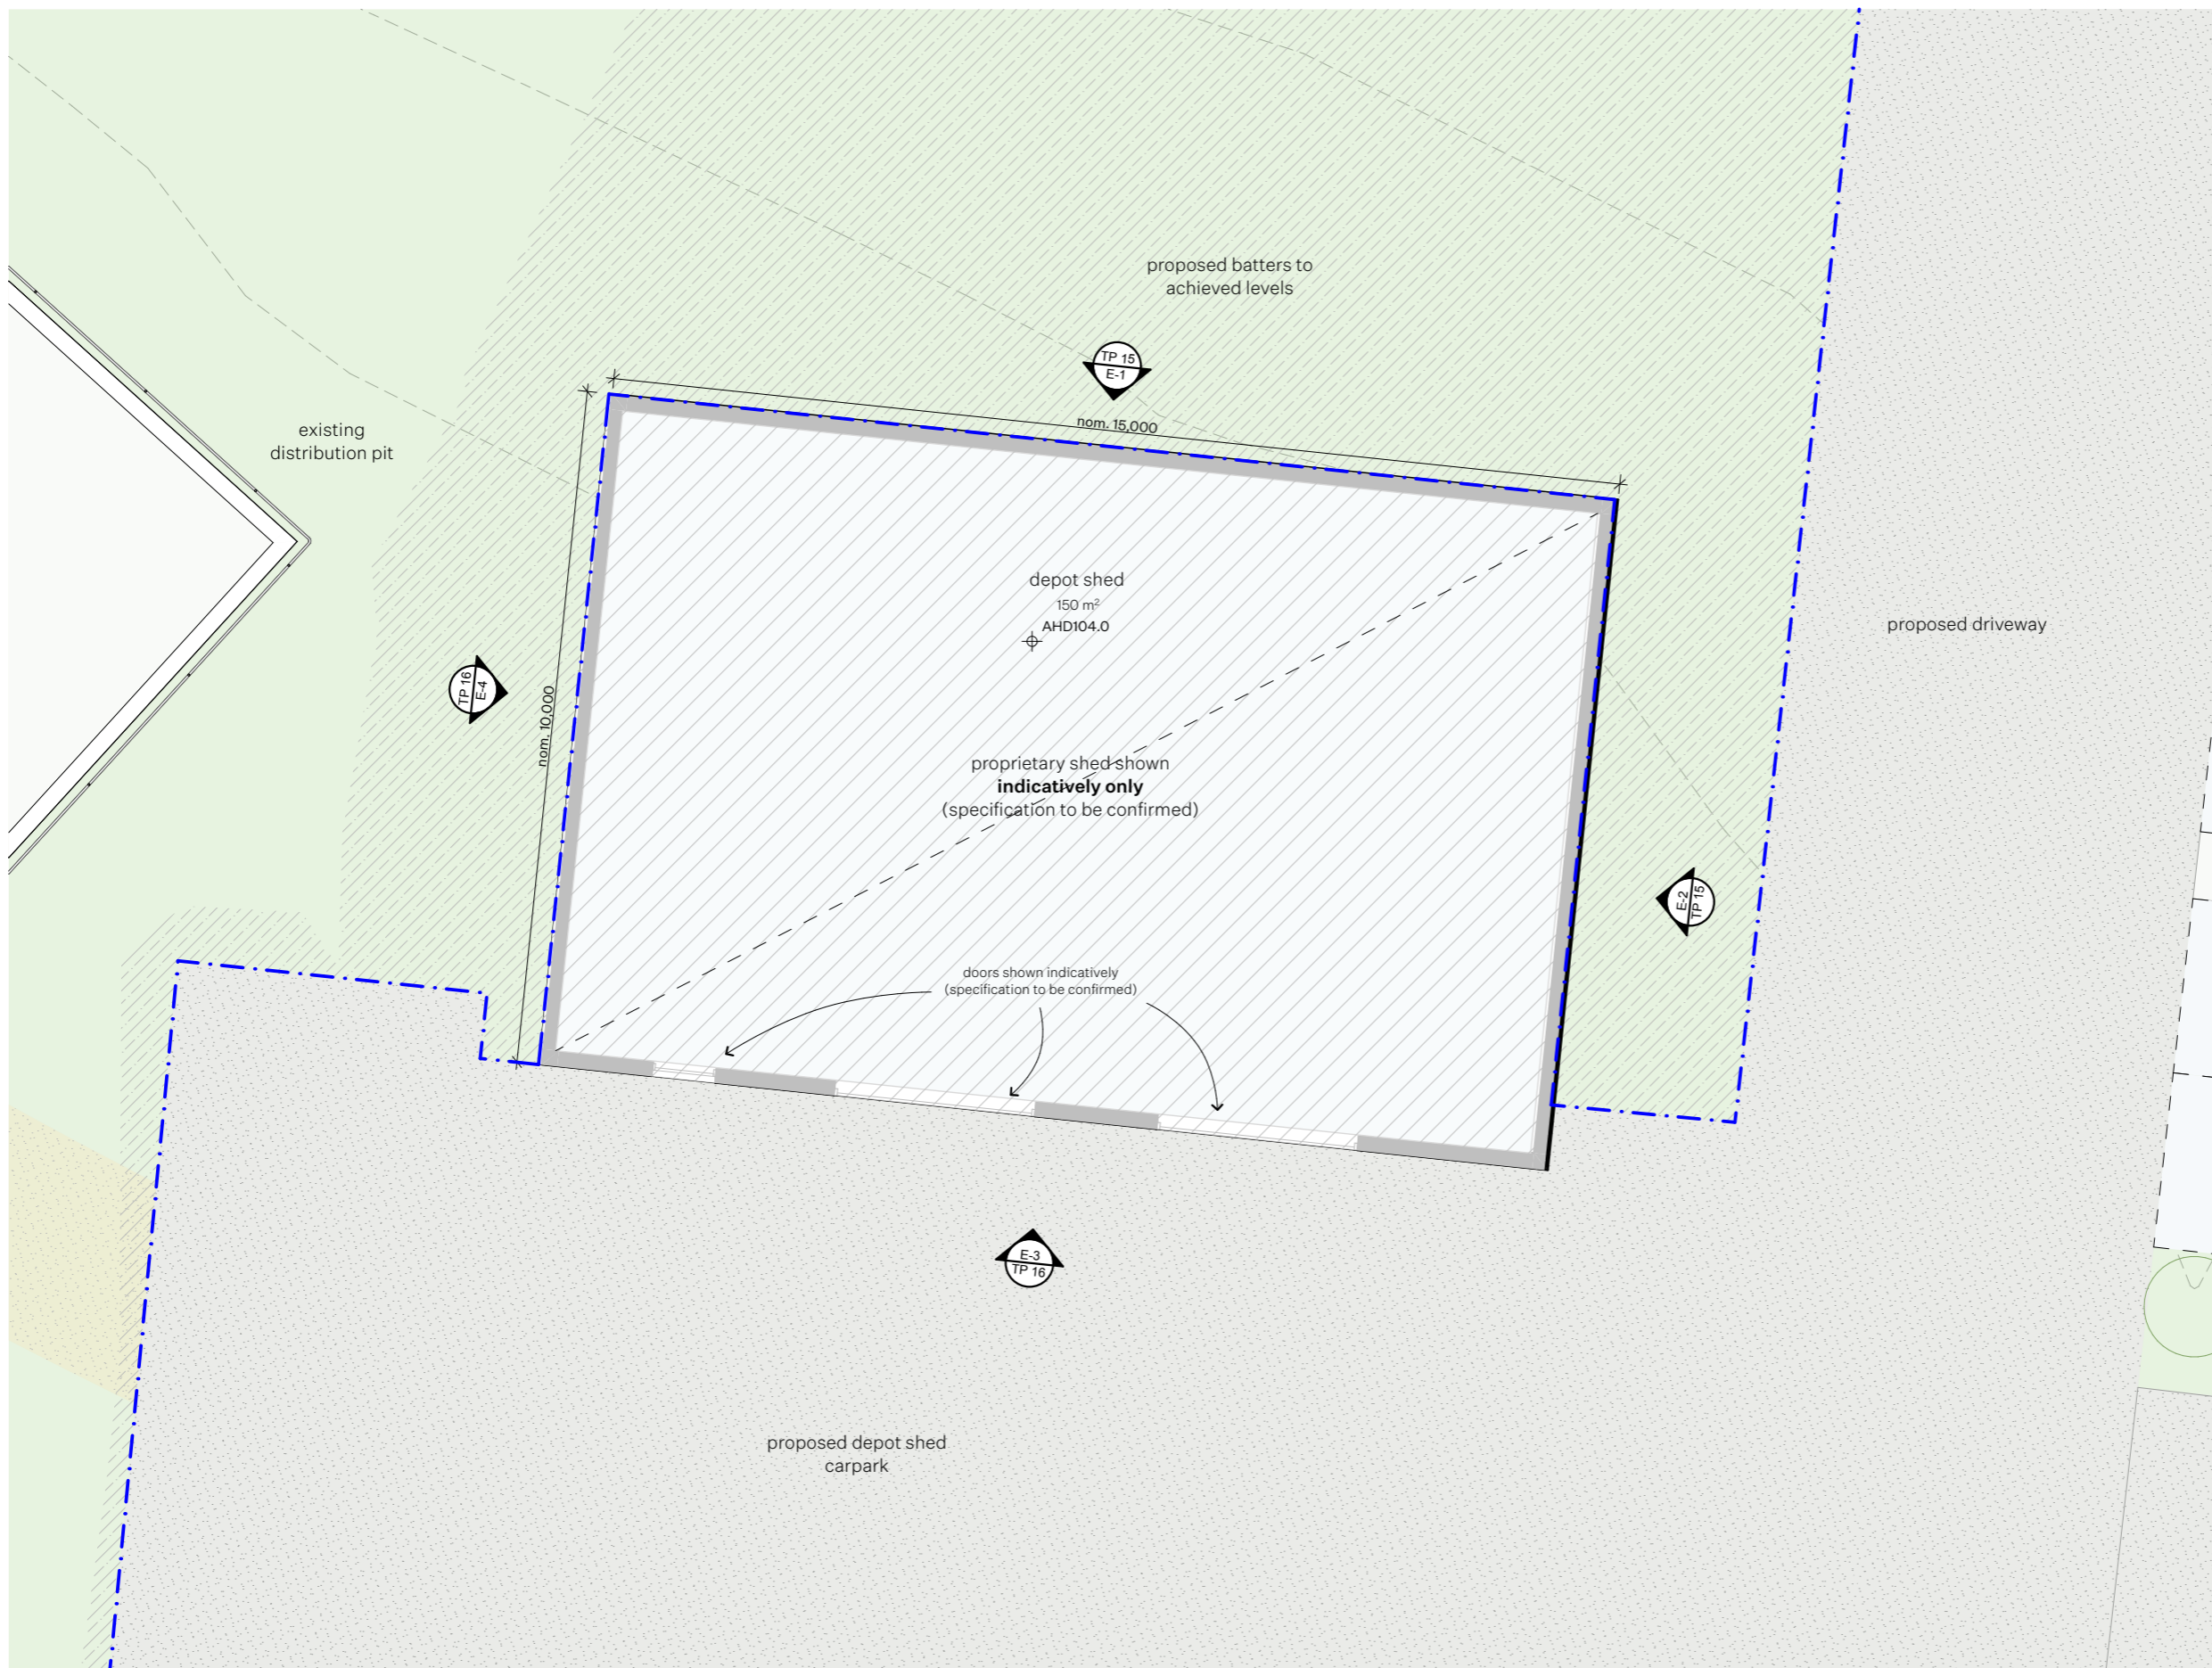 proposed batters to
achieved levels
TP 15
E-1
nom. 15,000
existing
distribution pit
depot shed
150 m²
AHD104.0
proposed driveway
TP 16
E-4
nom. 10,000
proprietary shed shown
indicatively only
(specification to be confirmed)
E-2
TP 15
doors shown indicatively
(specification to be confirmed)
E-3
TP 16
proposed depot shed
carpark